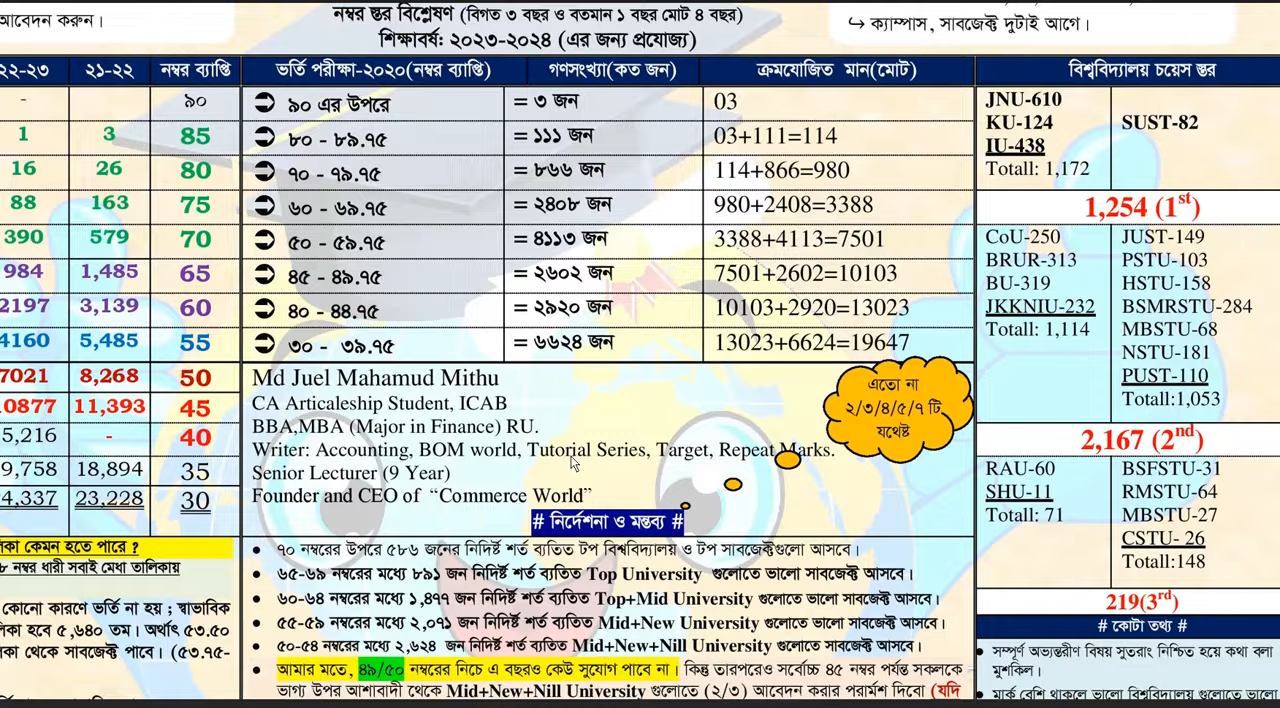 আবেদন করুন।
নম্বর স্তর বিশ্লেষণ (বিগত ৩ বছর ও বতমান ১ বছর মোট ৪ বছর)
শিক্ষাবর্ষ: ২০২৩-২০২৪ (এর জন্য প্রযোজ্য)
↪ ক্যাম্পাস, সাবজেক্ট দুটাই আগে।
২২-২৩ ২১-২২ নম্বর ব্যাপ্তি
- ৯০
1 3 85
16 26 80
88 163 75
390 579 70
984 1,485 65
2197 3,139 60
4160 5,485 55
7021 8,268 50
0877 11,393 45
5,216 - 40
9,758 18,894 35
4,337 23,228 30
ভর্তি পরীক্ষা-২০২০(নম্বর ব্যাপ্তি) গণসংখ্যা(কত জন) ক্রমযোজিত মান(মোট)
৯০ এর উপরে = ৩ জন 03
৮০ - ৮৯.৭৫ = ১১১ জন 03+111=114
৭০ - ৭৯.৭৫ = ৮৬৬ জন 114+866=980
৬০ - ৬৯.৭৫ = ২৪০৮ জন 980+2408=3388
৫০ - ৫৯.৭৫ = ৪১১৩ জন 3388+4113=7501
৪৫ - ৪৯.৭৫ = ২৬০২ জন 7501+2602=10103
৪০ - ৪৪.৭৫ = ২৯২০ জন 10103+2920=13023
৩০ - ৩৯.৭৫ = ৬৬২৪ জন 13023+6624=19647
Md Juel Mahamud Mithu
CA Articaleship Student, ICAB
BBA,MBA (Major in Finance) RU.
Writer: Accounting, BOM world, Tutorial Series, Target, Repeat Marks.
Senior Lecturer (9 Year)
Founder and CEO of “Commerce World”
এতো না
২/৩/৪/৫/৭ টি
যথেষ্ট
# নির্দেশনা ও মন্তব্য #
• ৭০ নম্বরের উপরে ৫৮৬ জনের নির্দিষ্ট শর্ত ব্যতিত টপ বিশ্ববিদ্যালয় ও টপ সাবজেক্টগুলো আসবে।
• ৬৫-৬৯ নম্বরের মধ্যে ৮৯১ জন নির্দিষ্ট শর্ত ব্যতিত Top University গুলোতে ভালো সাবজেক্ট আসবে।
• ৬০-৬৪ নম্বরের মধ্যে ১,৪৭৭ জন নির্দিষ্ট শর্ত ব্যতিত Top+Mid University গুলোতে ভালো সাবজেক্ট আসবে।
• ৫৫-৫৯ নম্বরের মধ্যে ২,০৭১ জন নির্দিষ্ট শর্ত ব্যতিত Mid+New University গুলোতে ভালো সাবজেক্ট আসবে।
• ৫০-৫৪ নম্বরের মধ্যে ২,৬২৪ জন নির্দিষ্ট শর্ত ব্যতিত Mid+New+Nill University গুলোতে ভালো সাবজেক্ট আসবে।
• আমার মতে, ৪৯/৫০ নম্বরের নিচে এ বছরও কেউ সুযোগ পাবে না। কিন্তু তারপরেও সর্বোচ্চ ৪৫ নম্বর পর্যন্ত সকলকে
ভাগ্য উপর আশাবাদী থেকে Mid+New+Nill University গুলোতে (২/৩) আবেদন করার পরামর্শ দিবো (যদি
লিকা কেমন হতে পারে ?
৮ নম্বর ধারী সবাই মেধা তালিকায়
কোনো কারণে ভর্তি না হয় ; স্বাভাবিক
লিকা হবে ৫,৬৪০ তম। অর্থাৎ ৫৩.৫০
লিকা থেকে সাবজেক্ট পাবে। (৫৩.৭৫-
বিশ্ববিদ্যালয় চয়েস স্তর
JNU-610
KU-124
IU-438
Totall: 1,172
SUST-82
1,254 (1st)
CoU-250
BRUR-313
BU-319
JKKNIU-232
Totall: 1,114
JUST-149
PSTU-103
HSTU-158
BSMRSTU-284
MBSTU-68
NSTU-181
PUST-110
Totall:1,053
2,167 (2nd)
RAU-60
SHU-11
Totall: 71
BSFSTU-31
RMSTU-64
MBSTU-27
CSTU- 26
Totall:148
219(3rd)
# কোটা তথ্য #
• সম্পূর্ণ অভ্যন্তরীণ বিষয় সুতরাং নিশ্চিত হয়ে কথা বলা
মুশকিল।
• মার্ক বেশি থাকলে ভালো বিশ্ববিদ্যালয় গুলোতে ভালো